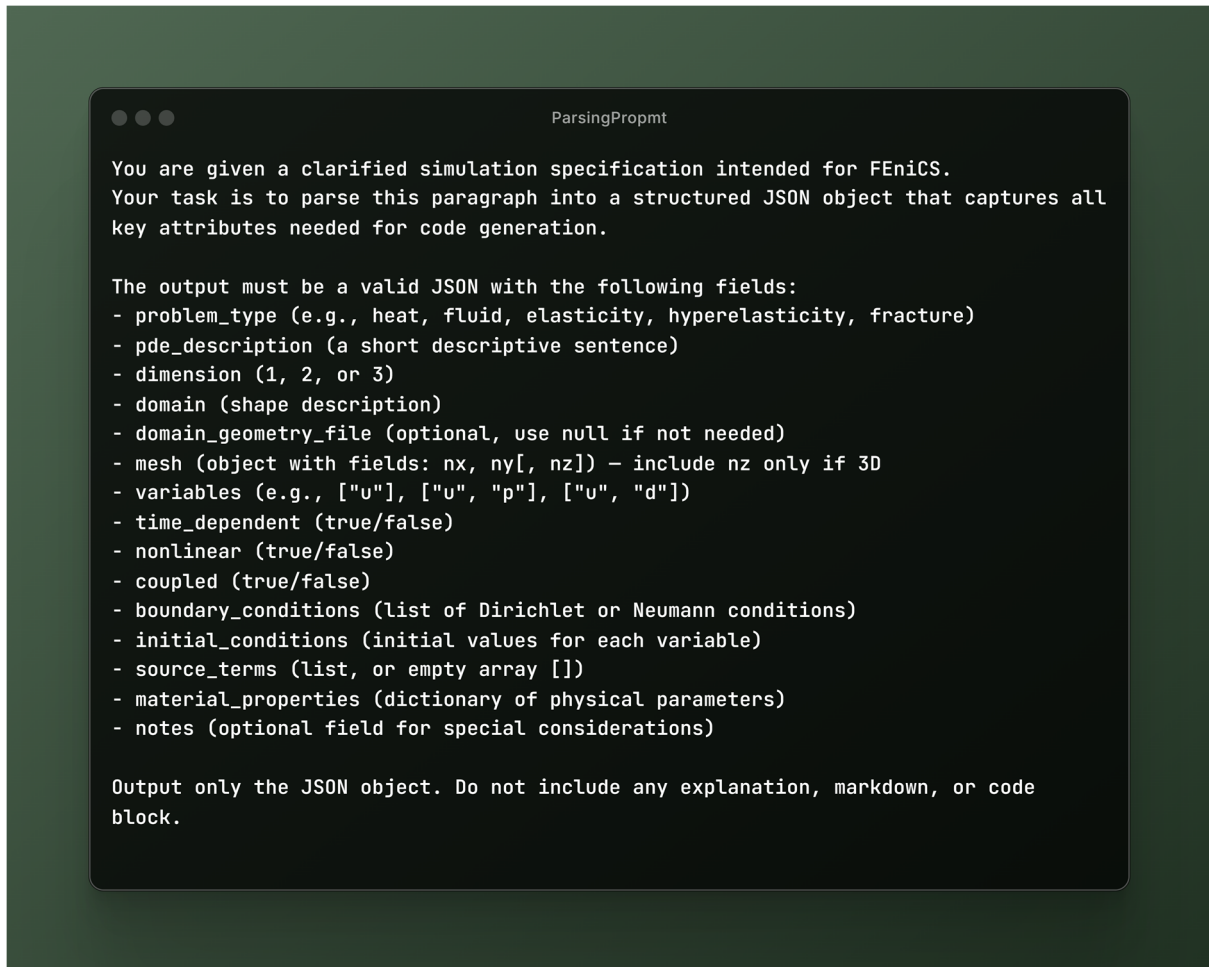 ParsingPropmt
You are given a clarified simulation specification intended for FEniCS.
Your task is to parse this paragraph into a structured JSON object that captures all
key attributes needed for code generation.
The output must be a valid JSON with the following fields:
- problem_type (e.g., heat, fluid, elasticity, hyperelasticity, fracture)
- pde_description (a short descriptive sentence)
- dimension (1, 2, or 3)
- domain (shape description)
- domain_geometry_file (optional, use null if not needed)
- mesh (object with fields: nx, ny[, nz]) — include nz only if 3D
- variables (e.g., ["u"], ["u", "p"], ["u", "d"])
- time_dependent (true/false)
- nonlinear (true/false)
- coupled (true/false)
- boundary_conditions (list of Dirichlet or Neumann conditions)
- initial_conditions (initial values for each variable)
- source_terms (list, or empty array [])
- material_properties (dictionary of physical parameters)
- notes (optional field for special considerations)
Output only the JSON object. Do not include any explanation, markdown, or code
block.